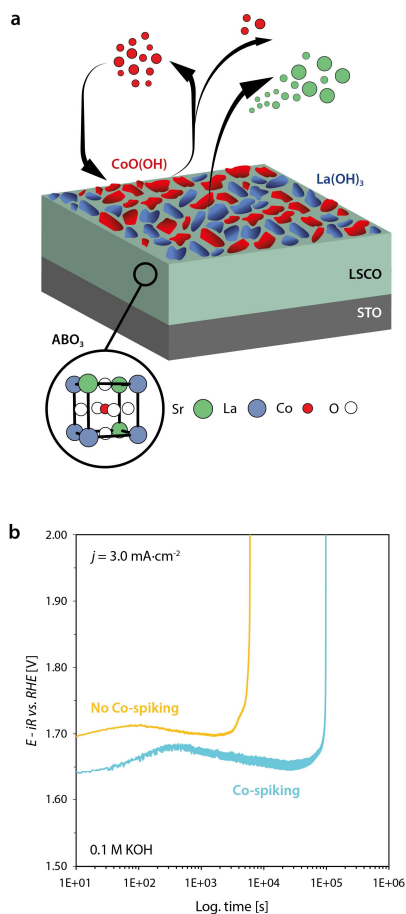 a
CoO(OH)
La(OH)₃
LSCO
STO
ABO₃
Sr La Co O
b
2.00
j = 3.0 mA·cm⁻²
1.90
1.80
E - iR vs. RHE [V]
No Co-spiking
1.70
Co-spiking
1.60
0.1 M KOH
1.50
1E+01 1E+02 1E+03 1E+04 1E+05 1E+06
Log. time [s]